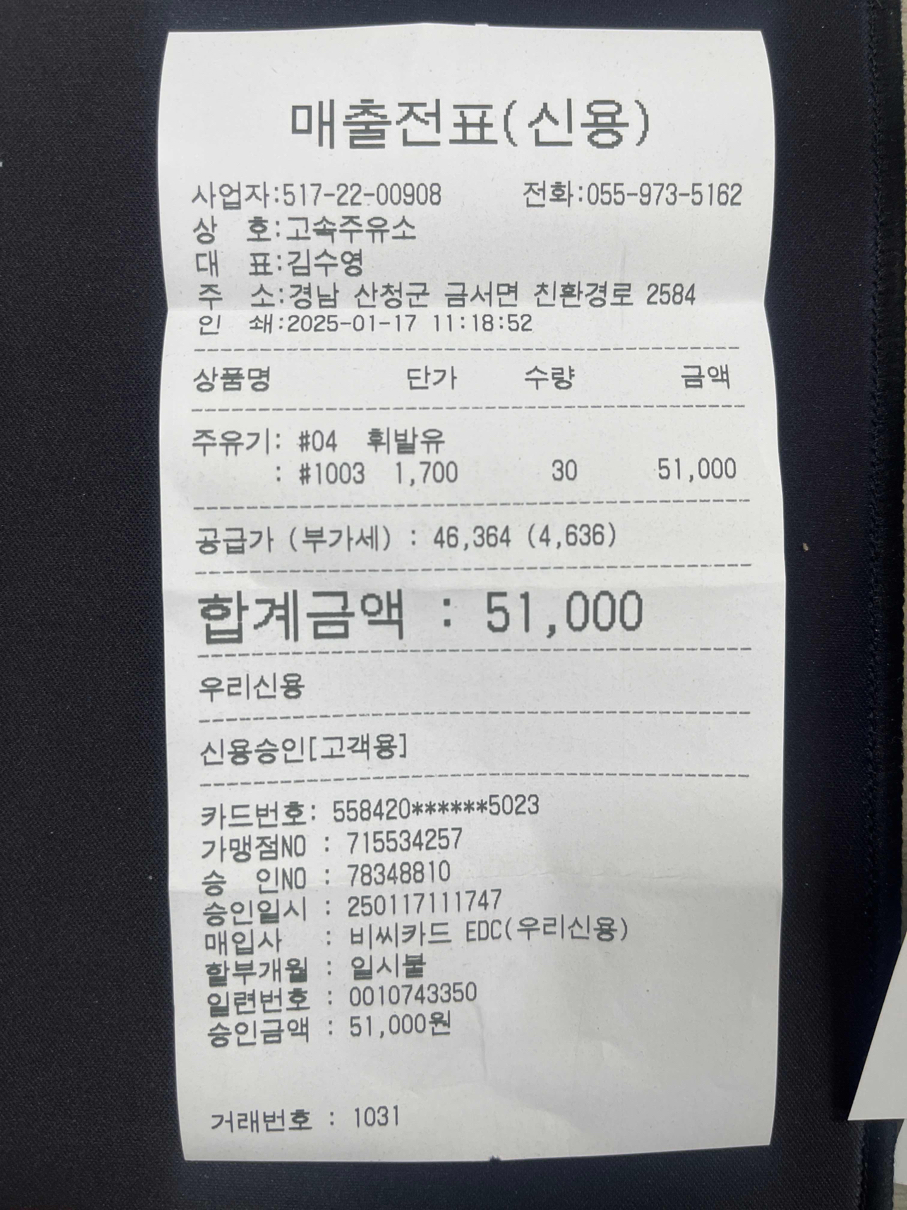 매출전표(신용)
사업자:517-22-00908 전화:055-973-5162
상 호:고속주유소
대 표:김수영
주 소:경남 산청군 금서면 친환경로 2584
인 쇄:2025-01-17 11:18:52
상품명 단가 수량 금액
주유기: #04 휘발유
: #1003 1,700 30 51,000
공급가 (부가세) : 46,364 (4,636)
합계금액 : 51,000
우리신용
신용승인[고객용]
카드번호: 558420******5023
가맹점NO : 715534257
승 인NO : 78348810
승인일시 : 250117111747
매입사 : 비씨카드 EDC(우리신용)
할부개월 : 일시불
일련번호 : 0010743350
승인금액 : 51,000원
거래번호 : 1031